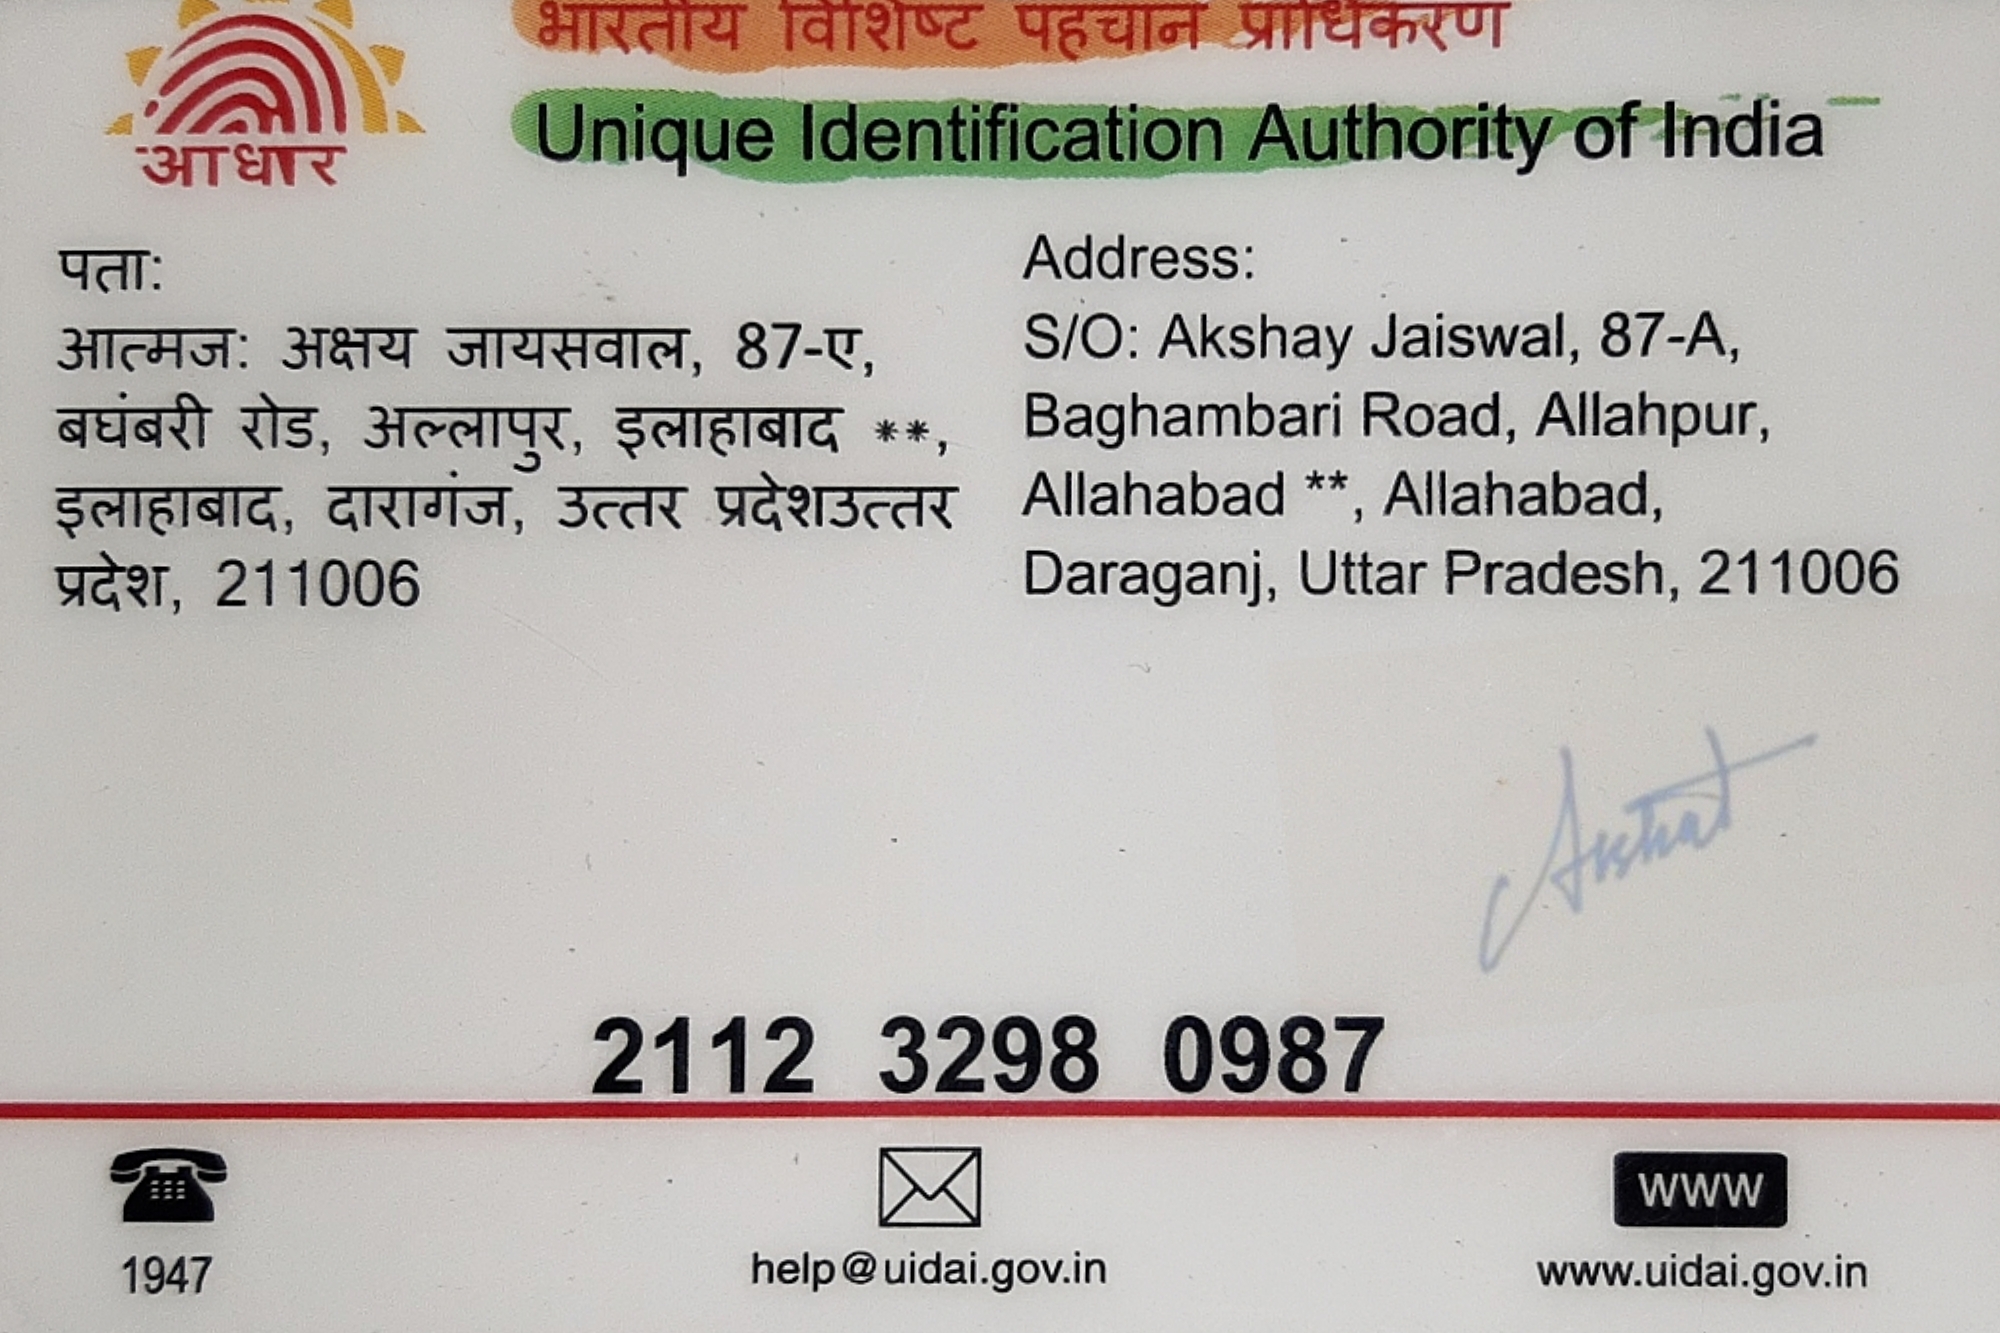 भारतीय विशिष्ट पहचान प्राधिकरण
आधार
Unique Identification Authority of India
पता:
आत्मज: अक्षय जायसवाल, 87-ए,
बघंबरी रोड, अल्लापुर, इलाहाबाद **,
इलाहाबाद, दारागंज, उत्तर प्रदेशउत्तर
प्रदेश, 211006
Address:
S/O: Akshay Jaiswal, 87-A,
Baghambari Road, Allahpur,
Allahabad **, Allahabad,
Daraganj, Uttar Pradesh, 211006
Akshat
2112 3298 0987
1947
help@uidai.gov.in
www
www.uidai.gov.in